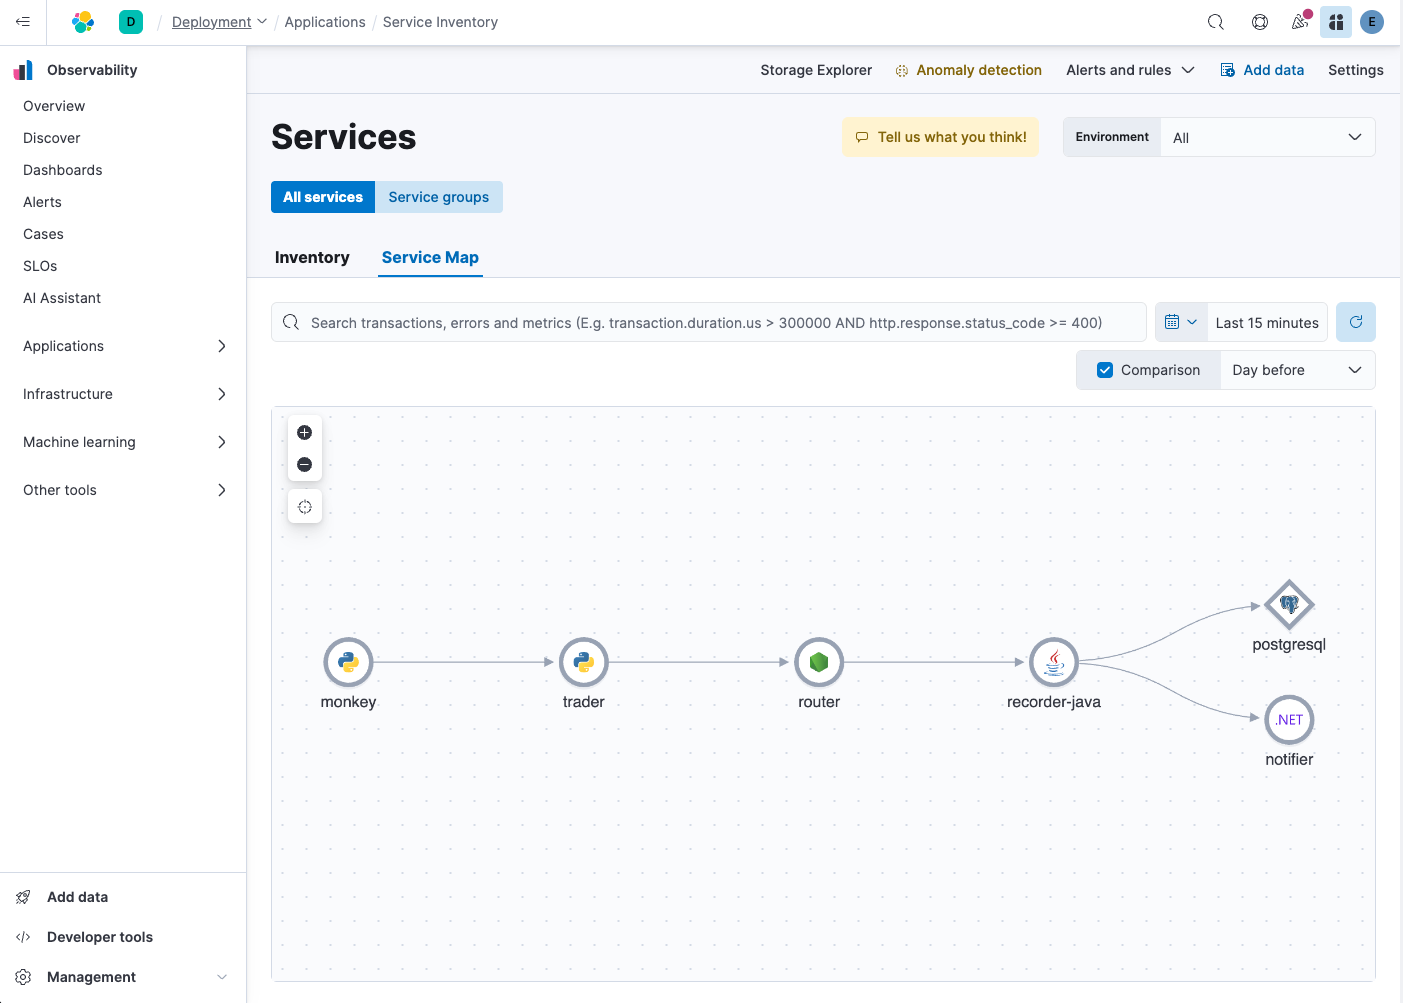 D / Deployment / Applications / Service Inventory E
Observability
Overview
Discover
Dashboards
Alerts
Cases
SLOs
AI Assistant
Applications
Infrastructure
Machine learning
Other tools
Add data
Developer tools
Management
Storage Explorer Anomaly detection Alerts and rules Add data Settings
Services
Tell us what you think!
Environment All
All services Service groups
Inventory Service Map
Search transactions, errors and metrics (E.g. transaction.duration.us > 300000 AND http.response.status_code >= 400)
Last 15 minutes
Comparison Day before
monkey
trader
router
recorder-java
postgresql
.NET
notifier